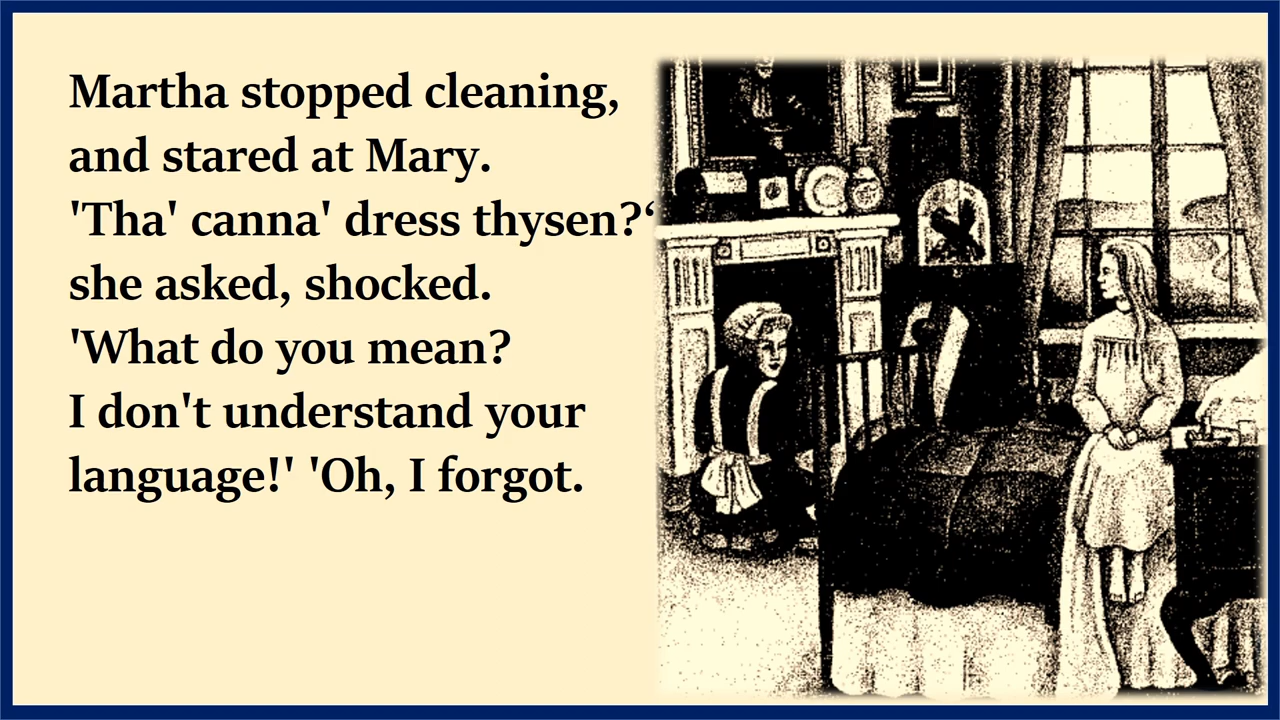 Martha stopped cleaning,
and stared at Mary.
'Tha' canna' dress thysen?‘
she asked, shocked.
'What do you mean?
I don't understand your
language!' 'Oh, I forgot.